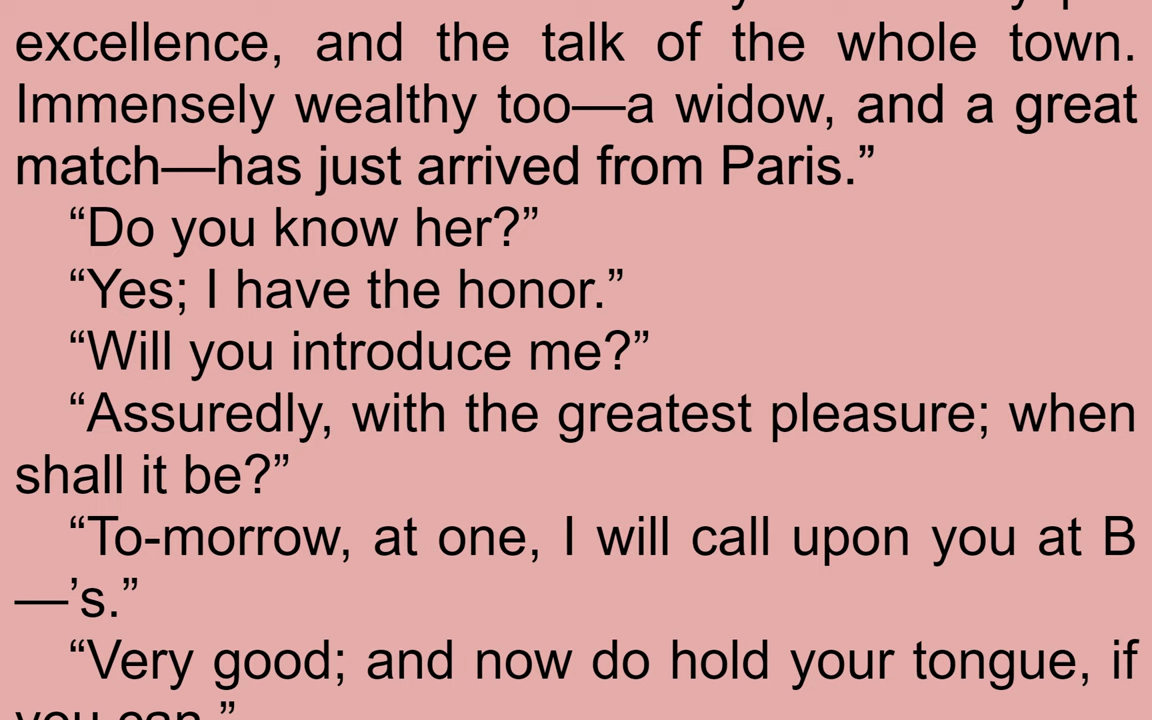 excellence, and the talk of the whole town.
Immensely wealthy too—a widow, and a great
match—has just arrived from Paris.”
“Do you know her?”
“Yes; I have the honor.”
“Will you introduce me?”
“Assuredly, with the greatest pleasure; when
shall it be?”
“To-morrow, at one, I will call upon you at B
—’s.”
“Very good; and now do hold your tongue, if
you can.”